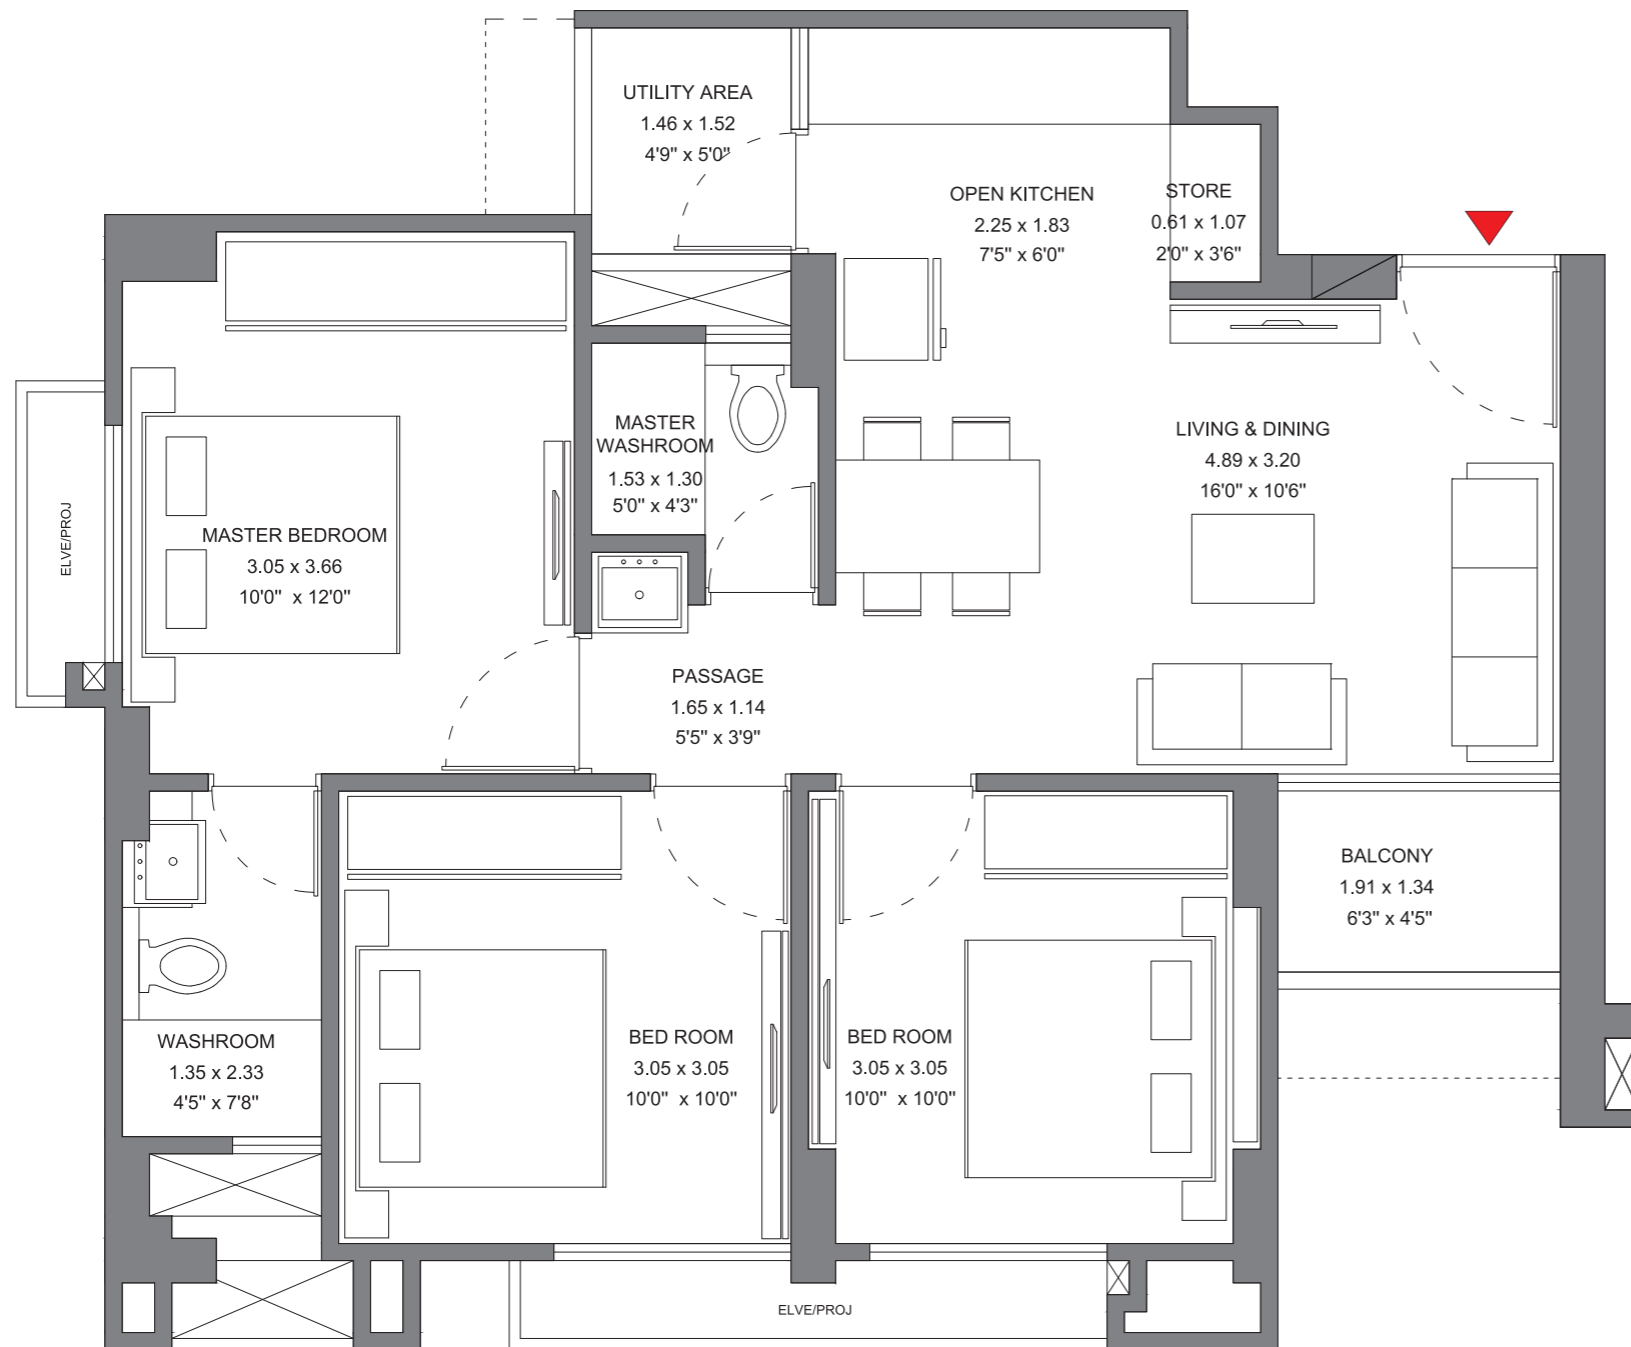 UTILITY AREA
1.46 x 1.52
4'9" x 5'0"
OPEN KITCHEN
2.25 x 1.83
7'5" x 6'0"
STORE
0.61 x 1.07
2'0" x 3'6"
MASTER
WASHROOM
1.53 x 1.30
5'0" x 4'3"
LIVING & DINING
4.89 x 3.20
16'0" x 10'6"
ELVE/PROJ
MASTER BEDROOM
3.05 x 3.66
10'0" x 12'0"
PASSAGE
1.65 x 1.14
5'5" x 3'9"
BALCONY
1.91 x 1.34
6'3" x 4'5"
WASHROOM
1.35 x 2.33
4'5" x 7'8"
BED ROOM
3.05 x 3.05
10'0" x 10'0"
BED ROOM
3.05 x 3.05
10'0" x 10'0"
ELVE/PROJ